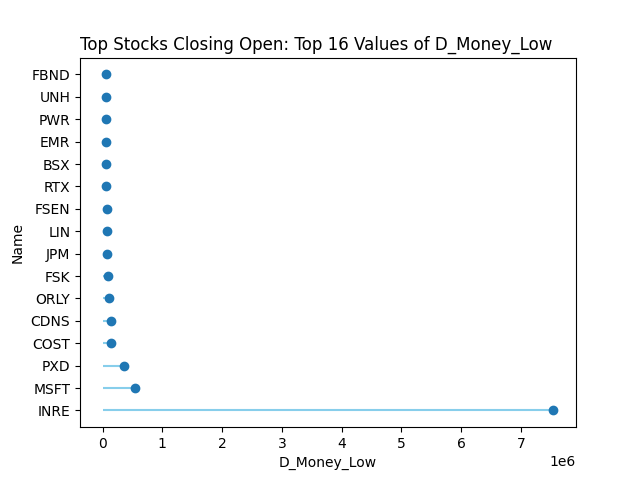 Top Stocks Closing Open: Top 16 Values of D_Money_Low
FBND
UNH
PWR
EMR
BSX
RTX
FSEN
LIN
JPM
FSK
ORLY
CDNS
COST
PXD
MSFT
INRE
Name
0 1 2 3 4 5 6 7
1e6
D_Money_Low